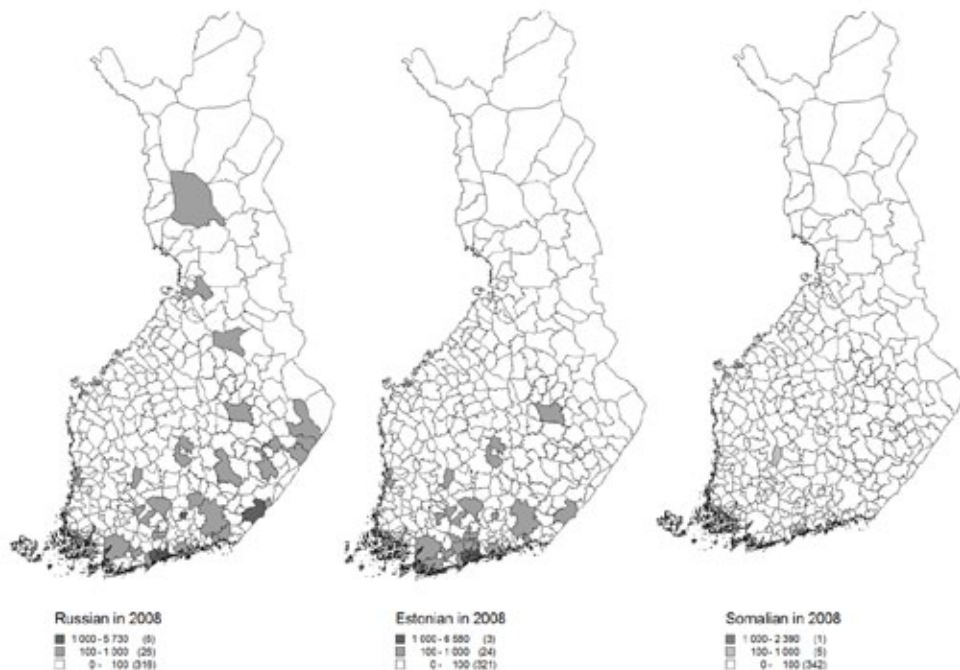 Russian in 2008
1 000 - 5 730 (6)
100 - 1 000 (26)
0 - 100 (316)
Estonian in 2008
1 000 - 6 580 (3)
100 - 1 000 (24)
0 - 100 (321)
Somalian in 2008
1 000 - 2 390 (1)
100 - 1 000 (5)
0 - 100 (342)